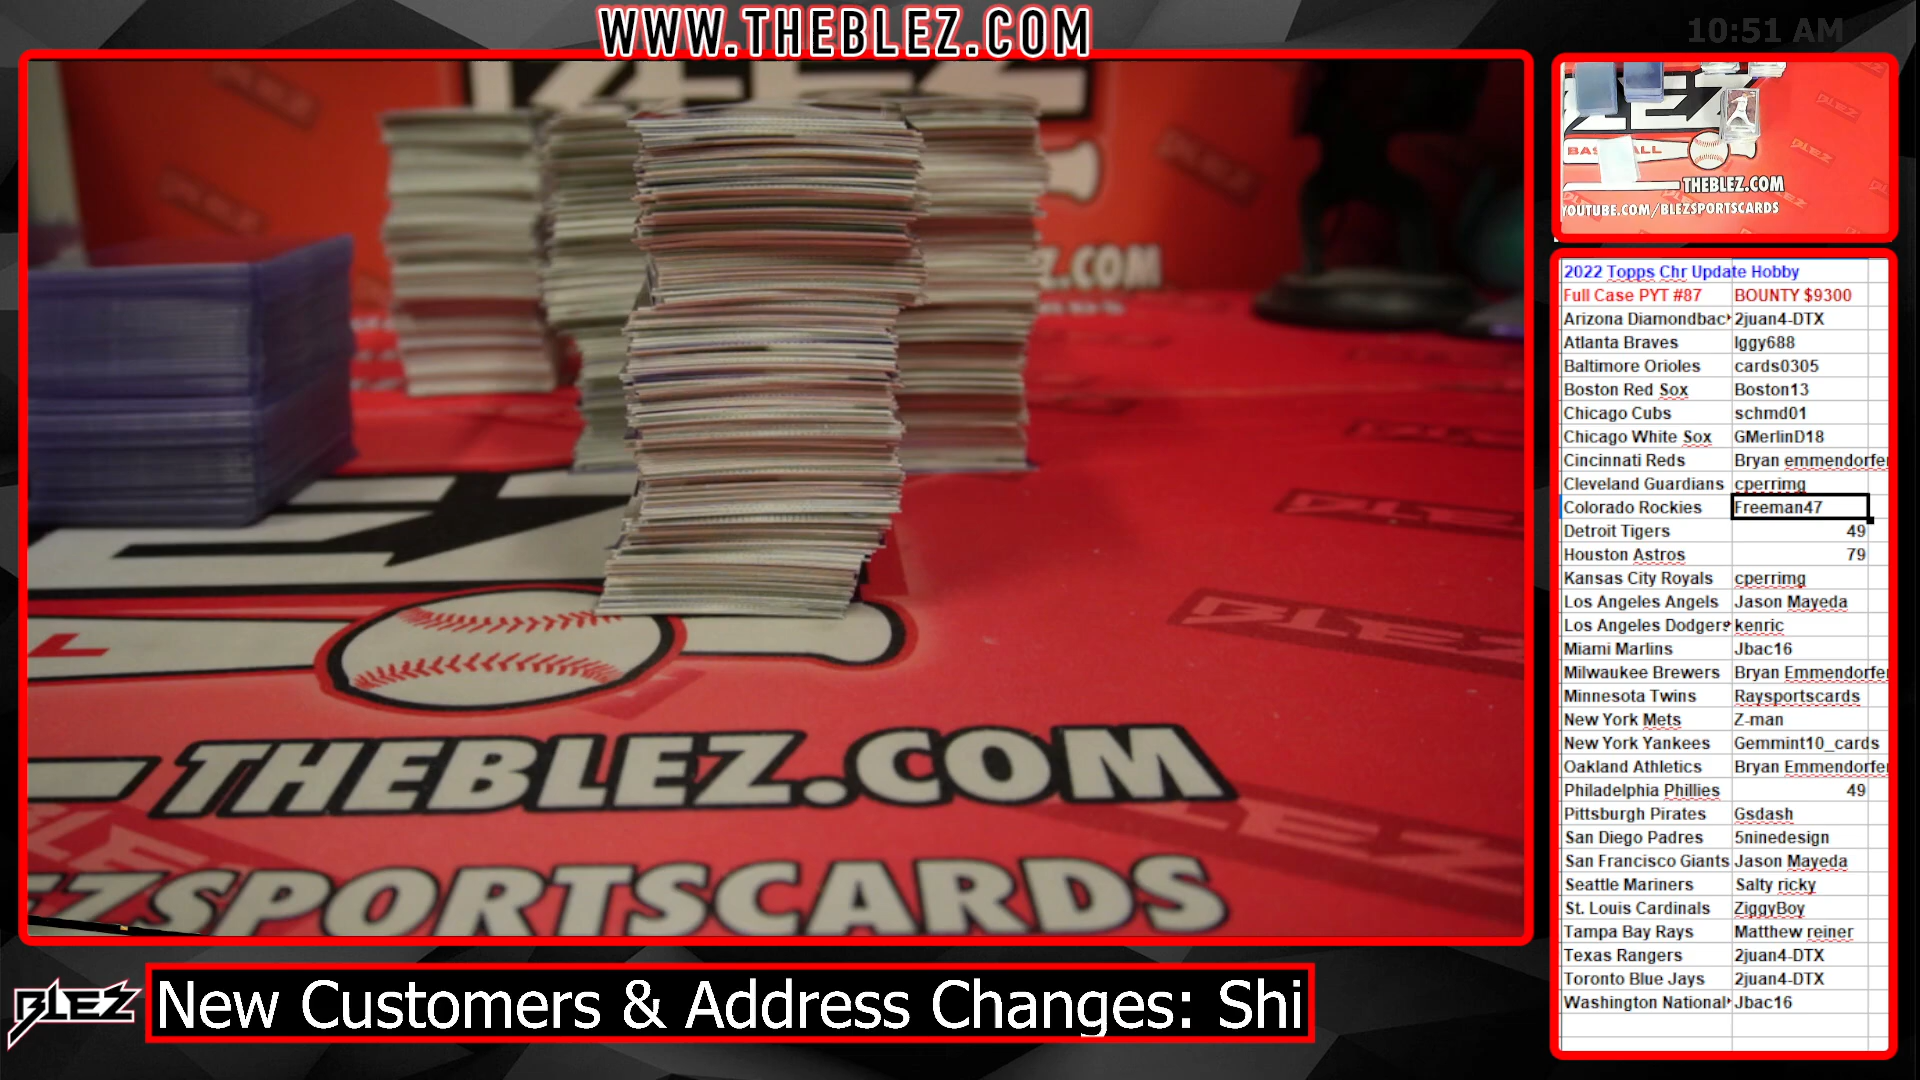 WWW.THEBLEZ.COM
10:51 AM
BLEZ
Z.COM
L
THEBLEZ.COM
EZSPORTSCARDS
BLEZ
THEBLEZ.COM
YOUTUBE.COM/BLEZSPORTSCARDS
2022 Topps Chr Update Hobby
Full Case PYT #87 BOUNTY $9300
Arizona Diamondbac 2juan4-DTX
Atlanta Braves Iggy688
Baltimore Orioles cards0305
Boston Red Sox Boston13
Chicago Cubs schmd01
Chicago White Sox GMerlinD18
Cincinnati Reds Bryan emmendorfer
Cleveland Guardians cperrimg
Colorado Rockies Freeman47
Detroit Tigers 49
Houston Astros 79
Kansas City Royals cperrimg
Los Angeles Angels Jason Mayeda
Los Angeles Dodgers kenric
Miami Marlins Jbac16
Milwaukee Brewers Bryan Emmendorfer
Minnesota Twins Raysportscards
New York Mets Z-man
New York Yankees Gemmint10_cards
Oakland Athletics Bryan Emmendorfer
Philadelphia Phillies 49
Pittsburgh Pirates Gsdash
San Diego Padres 5ninedesign
San Francisco Giants Jason Mayeda
Seattle Mariners Salty ricky
St. Louis Cardinals ZiggyBoy
Tampa Bay Rays Matthew reiner
Texas Rangers 2juan4-DTX
Toronto Blue Jays 2juan4-DTX
Washington National Jbac16
BLEZ
New Customers & Address Changes: Shi